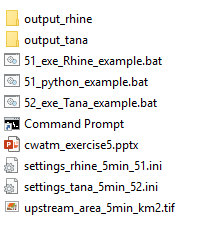 output_rhine
output_tana
51_exe_Rhine_example.bat
51_python_example.bat
52_exe_Tana_example.bat
Command Prompt
cwatm_exercise5.pptx
settings_rhine_5min_51.ini
settings_tana_5min_52.ini
upstream_area_5min_km2.tif